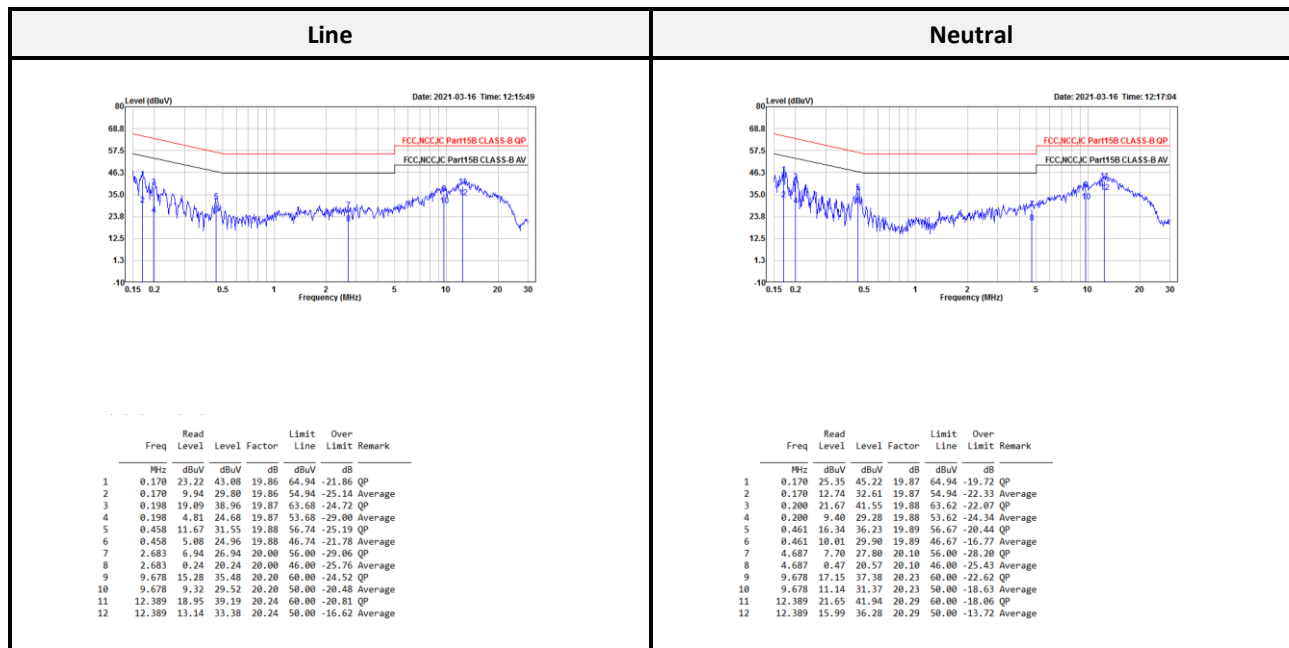 Line
Level (dBuV) Date: 2021-03-16 Time: 12:15:49
80
68.8
FCC,NCC,IC Part15B CLASS-B QP
57.5
FCC,NCC,IC Part15B CLASS-B AV
46.3
35.0
23.8
12.5
1.3
-10
0.15 0.2 0.5 1 2 5 10 20 30
Frequency (MHz)
Read Limit Over
Freq Level Level Factor Line Limit Remark
MHz dBuV dBuV dB dBuV dB
1 0.170 23.22 43.08 19.86 64.94 -21.86 QP
2 0.170 9.94 29.80 19.86 54.94 -25.14 Average
3 0.198 19.09 38.96 19.87 63.68 -24.72 QP
4 0.198 4.81 24.68 19.87 53.68 -29.00 Average
5 0.458 11.67 31.55 19.88 56.74 -25.19 QP
6 0.458 5.08 24.96 19.88 46.74 -21.78 Average
7 2.683 6.94 26.94 20.00 56.00 -29.06 QP
8 2.683 0.24 20.24 20.00 46.00 -25.76 Average
9 9.678 15.28 35.48 20.20 60.00 -24.52 QP
10 9.678 9.32 29.52 20.20 50.00 -20.48 Average
11 12.389 18.95 39.19 20.24 60.00 -20.81 QP
12 12.389 13.14 33.38 20.24 50.00 -16.62 Average
Neutral
Level (dBuV) Date: 2021-03-16 Time: 12:17:04
80
68.8
FCC,NCC,IC Part15B CLASS-B QP
57.5
FCC,NCC,IC Part15B CLASS-B AV
46.3
35.0
23.8
12.5
1.3
-10
0.15 0.2 0.5 1 2 5 10 20 30
Frequency (MHz)
Read Limit Over
Freq Level Level Factor Line Limit Remark
MHz dBuV dBuV dB dBuV dB
1 0.170 25.35 45.22 19.87 64.94 -19.72 QP
2 0.170 12.74 32.61 19.87 54.94 -22.33 Average
3 0.200 21.67 41.55 19.88 63.62 -22.07 QP
4 0.200 9.40 29.28 19.88 53.62 -24.34 Average
5 0.461 16.34 36.23 19.89 56.67 -20.44 QP
6 0.461 10.01 29.90 19.89 46.67 -16.77 Average
7 4.687 7.70 27.80 20.10 56.00 -28.20 QP
8 4.687 0.47 20.57 20.10 46.00 -25.43 Average
9 9.678 17.15 37.38 20.23 60.00 -22.62 QP
10 9.678 11.14 31.37 20.23 50.00 -18.63 Average
11 12.389 21.65 41.94 20.29 60.00 -18.06 QP
12 12.389 15.99 36.28 20.29 50.00 -13.72 Average